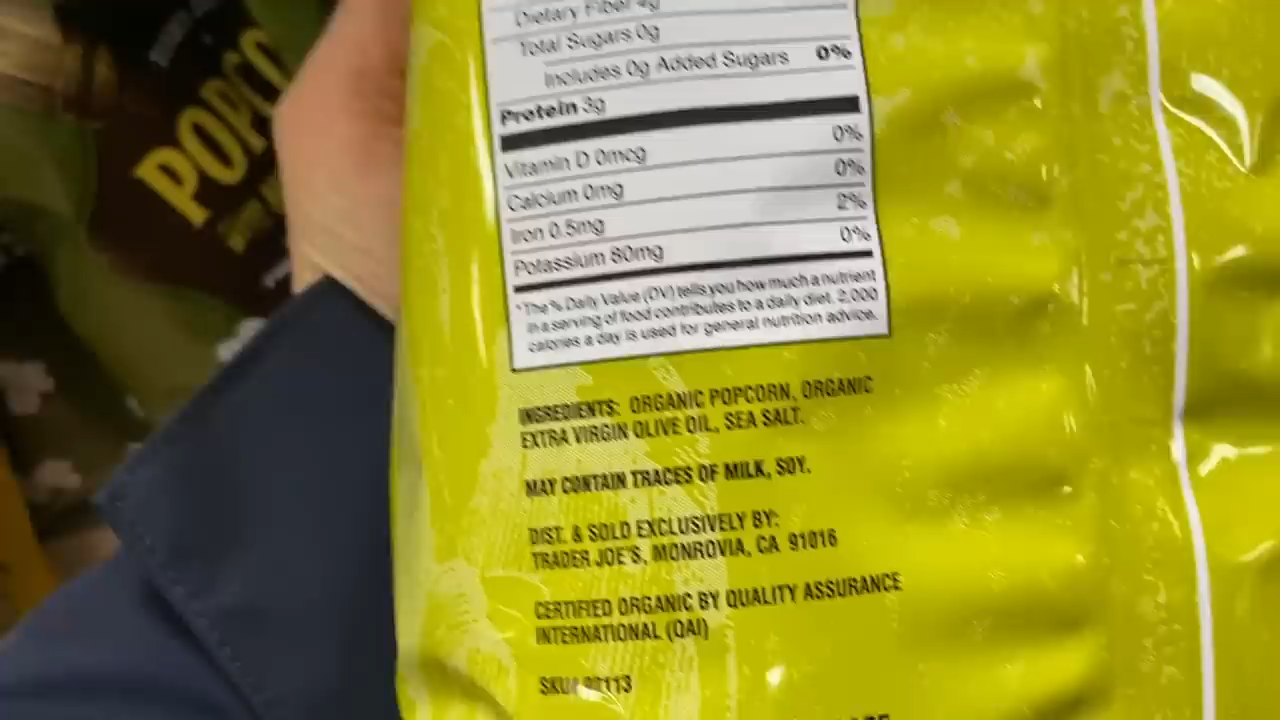 POPCO
Dietary Fiber 4g
Total Sugars 0g
Includes 0g Added Sugars 0%
Protein 3g
Vitamin D 0mcg 0%
Calcium 0mg 0%
Iron 0.5mg 2%
Potassium 80mg 0%
*The % Daily Value (DV) tells you how much a nutrient
in a serving of food contributes to a daily diet. 2,000
calories a day is used for general nutrition advice.
INGREDIENTS: ORGANIC POPCORN, ORGANIC
EXTRA VIRGIN OLIVE OIL, SEA SALT.
MAY CONTAIN TRACES OF MILK, SOY.
DIST. & SOLD EXCLUSIVELY BY:
TRADER JOE'S, MONROVIA, CA 91016
CERTIFIED ORGANIC BY QUALITY ASSURANCE
INTERNATIONAL (QAI)
SKU#